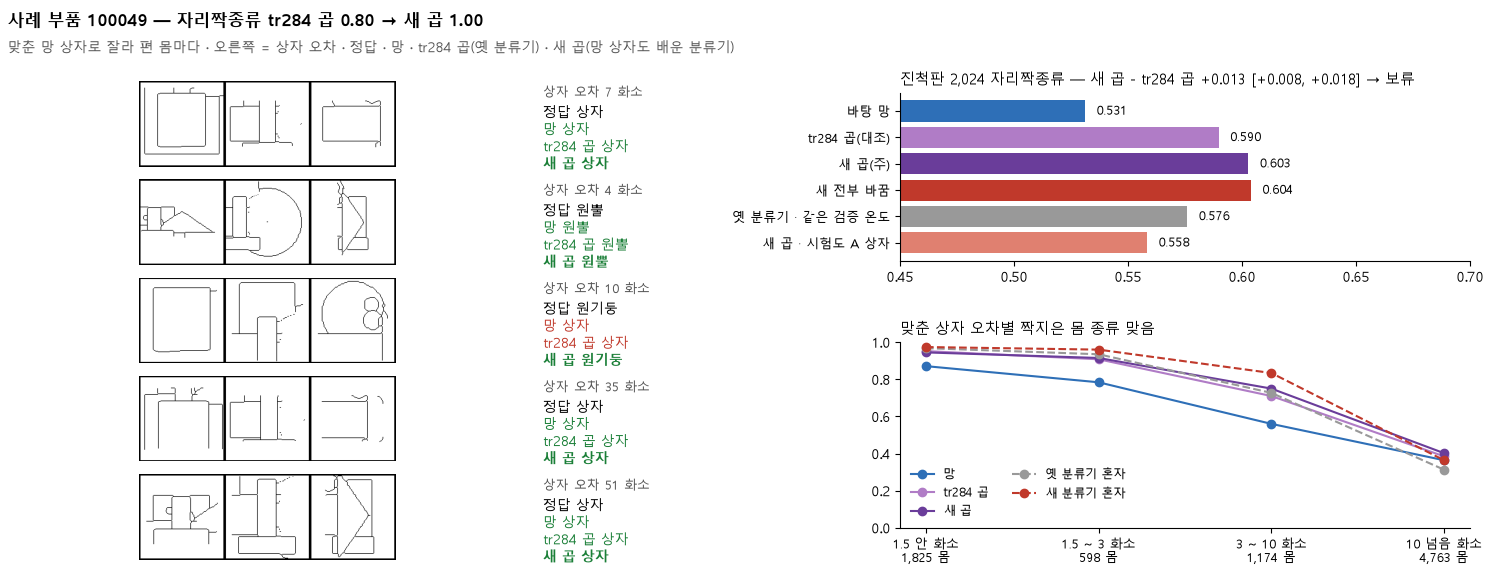 사례 부품 100049 — 자리짝종류 tr284 곱 0.80 → 새 곱 1.00
맞춘 망 상자로 잘라 편 몸마다 · 오른쪽 = 상자 오차 · 정답 · 망 · tr284 곱(옛 분류기) · 새 곱(망 상자도 배운 분류기)
상자 오차 7 화소
정답 상자
망 상자
tr284 곱 상자
새 곱 상자
상자 오차 4 화소
정답 원뿔
망 원뿔
tr284 곱 원뿔
새 곱 원뿔
상자 오차 10 화소
정답 원기둥
망 상자
tr284 곱 상자
새 곱 원기둥
상자 오차 35 화소
정답 상자
망 상자
tr284 곱 상자
새 곱 상자
상자 오차 51 화소
정답 상자
망 상자
tr284 곱 상자
새 곱 상자
진척판 2,024 자리짝종류 — 새 곱 - tr284 곱 +0.013 [+0.008, +0.018] → 보류
바탕 망 0.531
tr284 곱(대조) 0.590
새 곱(주) 0.603
새 전부 바꿈 0.604
옛 분류기 · 같은 검증 온도 0.576
새 곱 · 시험도 A 상자 0.558
0.45 0.50 0.55 0.60 0.65 0.70
맞춘 상자 오차별 짝지은 몸 종류 맞음
1.0
0.8
0.6
0.4
0.2
0.0
망
tr284 곱
새 곱
옛 분류기 혼자
새 분류기 혼자
1.5 안 화소
1,825 몸
1.5 ~ 3 화소
598 몸
3 ~ 10 화소
1,174 몸
10 넘음 화소
4,763 몸